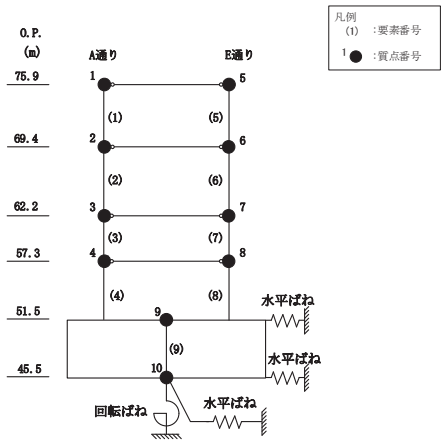 凡例
(1) :要素番号
1 :質点番号
O.P.
(m)
A通り E通り
75.9 1 5
(1) (5)
69.4 2 6
(2) (6)
62.2 3 7
(3) (7)
57.3 4 8
(4) (8)
水平ばね
51.5 9
(9) 水平ばね
45.5 10
回転ばね 水平ばね